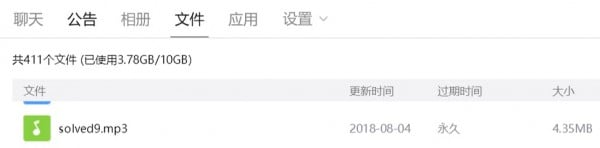 聊天 公告 相册 文件 应用 设置
共411个文件 (已使用3.78GB/10GB)
文件 更新时间 过期时间 大小
solved9.mp3 2018-08-04 永久 4.35MB